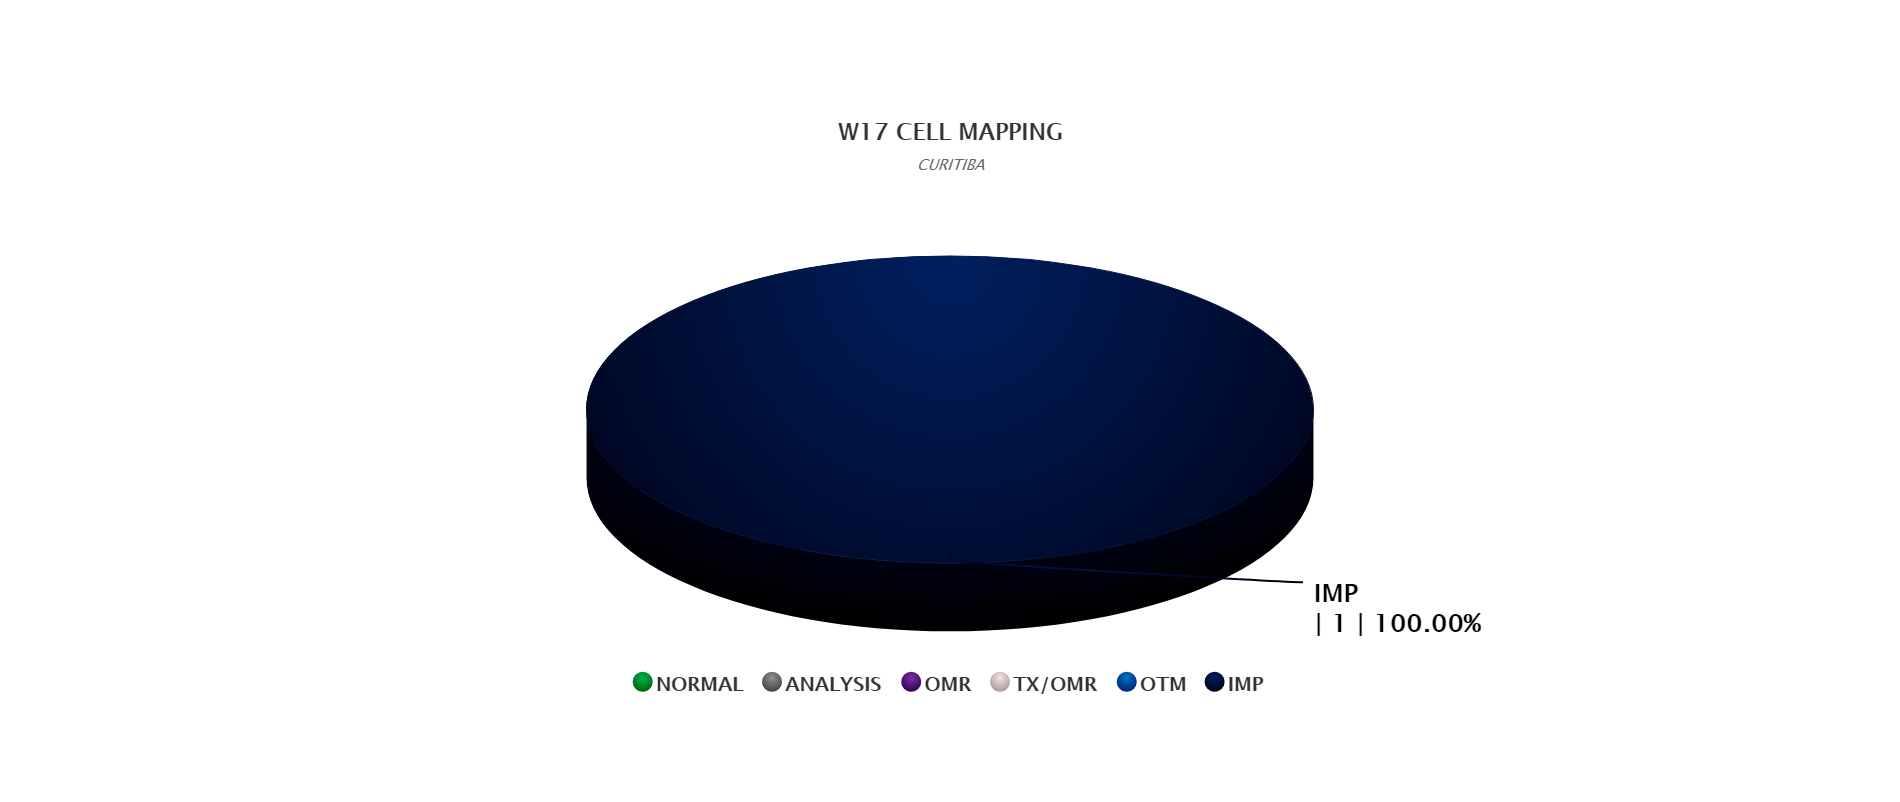 W17 CELL MAPPING
CURITIBA
IMP
| 1 | 100.00%
NORMAL ANALYSIS OMR TX/OMR OTM IMP